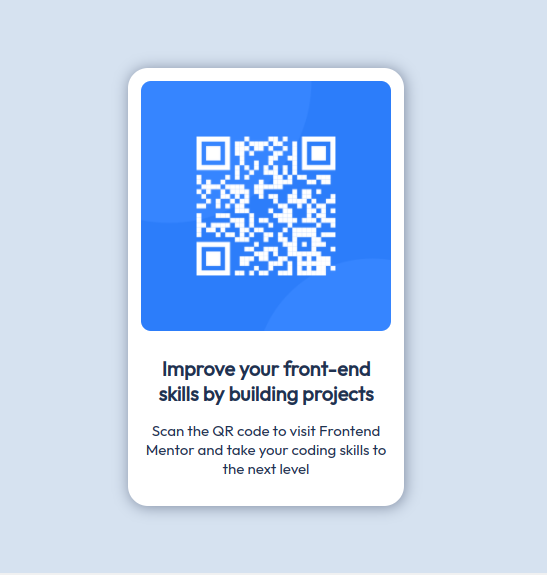 Improve your front-end
skills by building projects
Scan the QR code to visit Frontend
Mentor and take your coding skills to
the next level